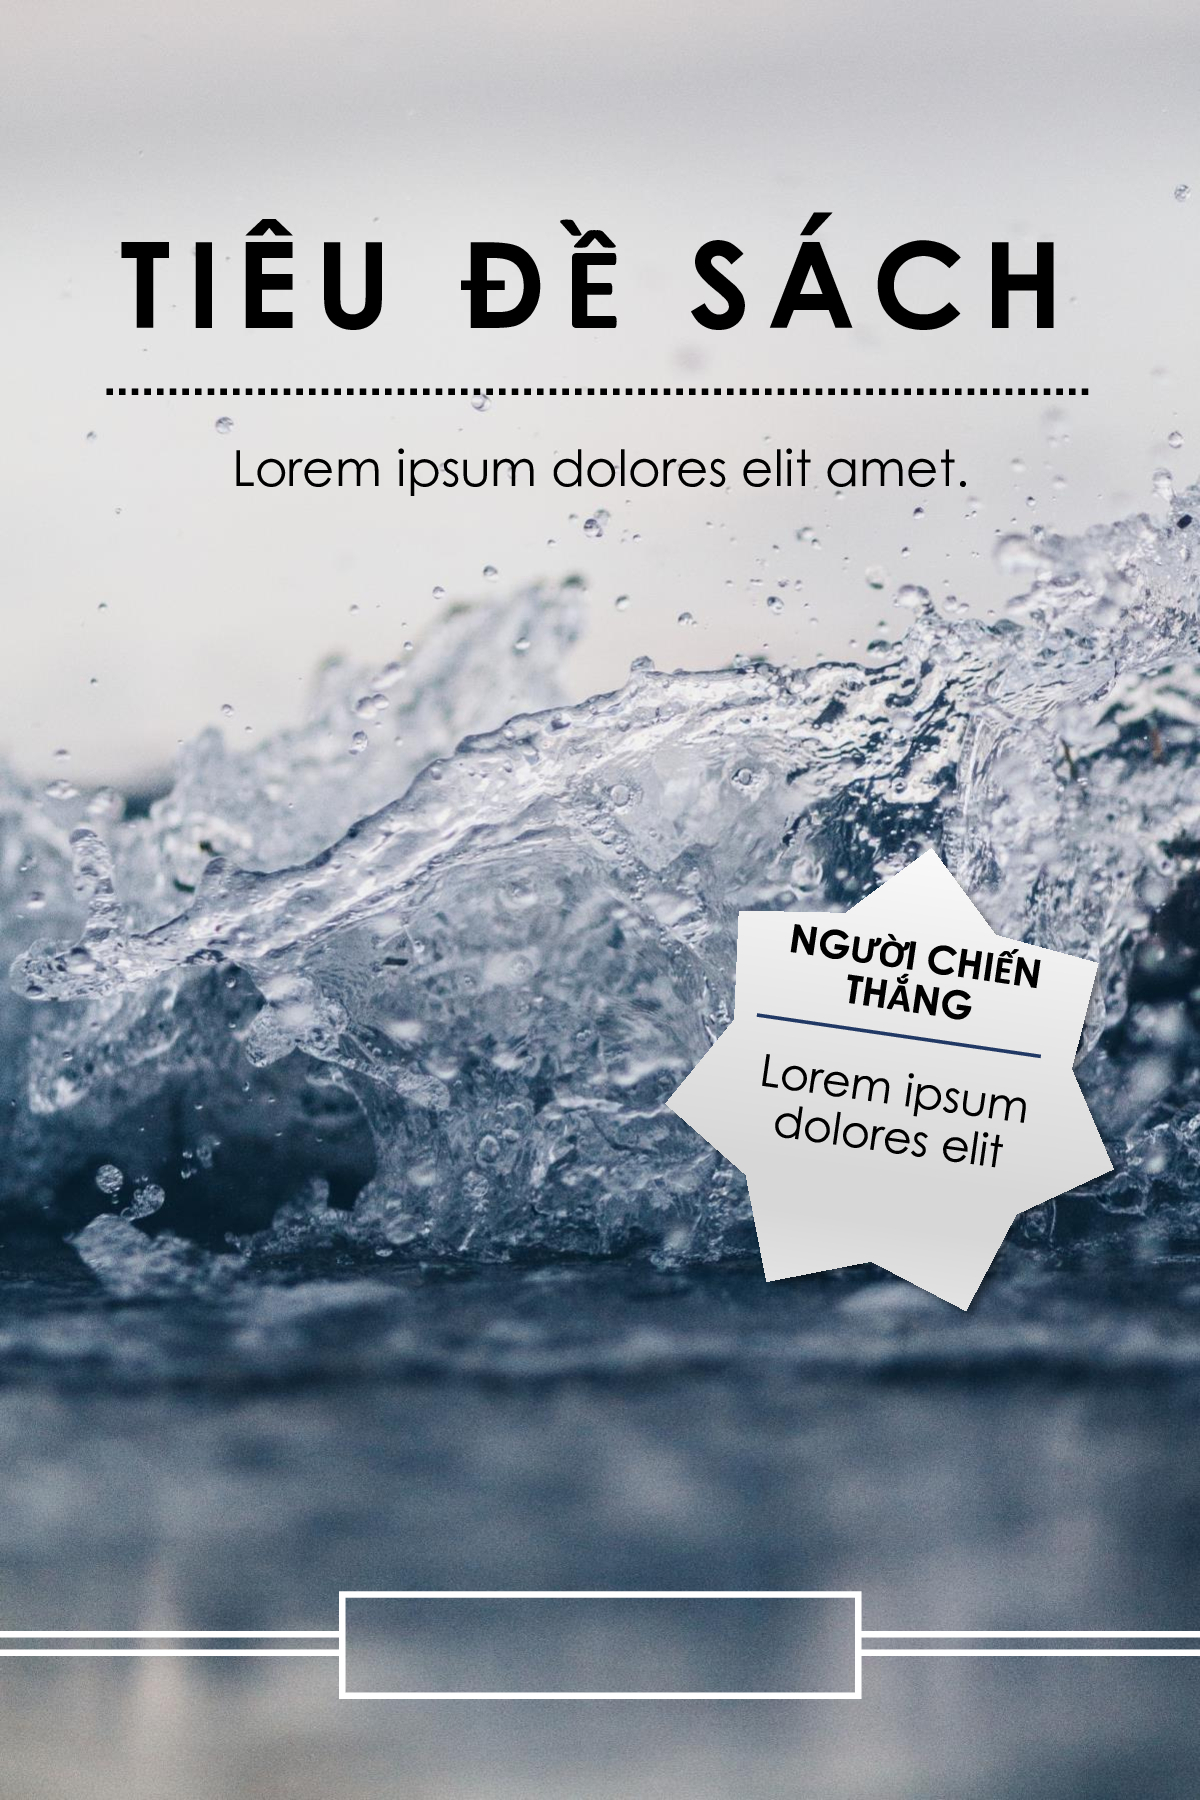 TIÊU ĐỀ SÁCH
Lorem ipsum dolores elit amet.
NGƯỜI CHIẾN
THẮNG
Lorem ipsum
dolores elit